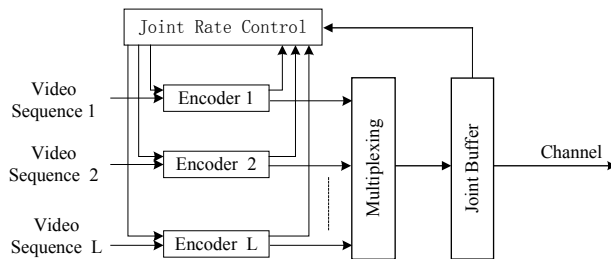 Joint Rate Control
Video
Sequence 1
Encoder 1
Video
Sequence 2
Encoder 2
Video
Sequence L
Encoder L
Multiplexing
Joint Buffer
Channel